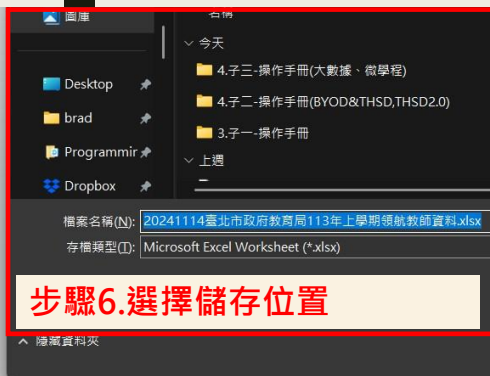 圖庫
名稱
今天
4.子三-操作手冊(大數據、微學程)
Desktop
4.子二-操作手冊(BYOD&THSD,THSD2.0)
brad
3.子一-操作手冊
Programmir
上週
Dropbox
檔案名稱(N): 20241114臺北市政府教育局113年上學期領航教師資料.xlsx
存檔類型(T): Microsoft Excel Worksheet (*.xlsx)
步驟6.選擇儲存位置
隱藏資料夾